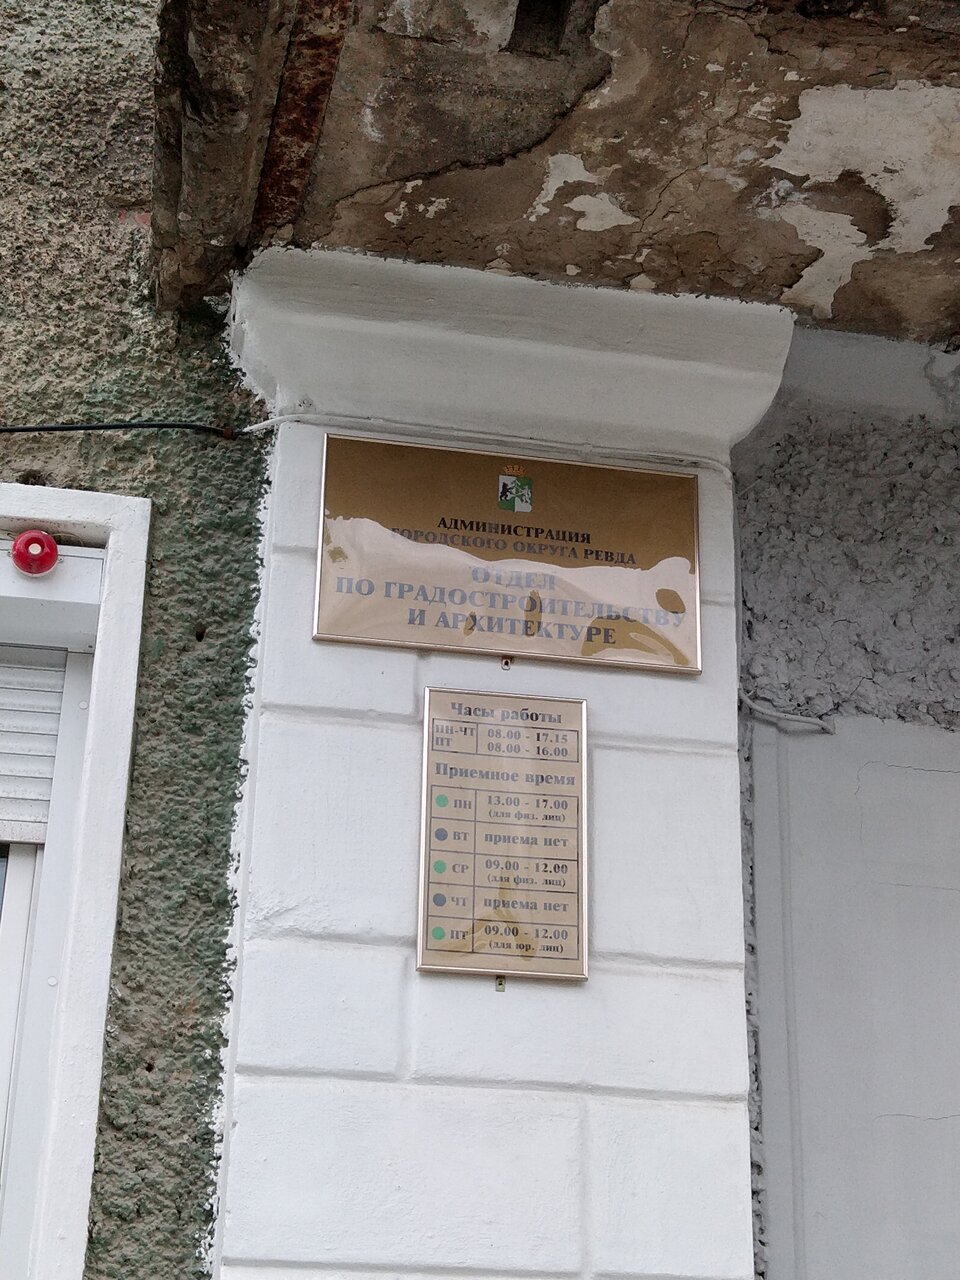 АДМИНИСТРАЦИЯ
ГОРОДСКОГО ОКРУГА РЕВДА
ОТДЕЛ
ПО ГРАДОСТРОИТЕЛЬСТВУ
И АРХИТЕКТУРЕ
Часы работы
ПН-ЧТ 08.00 - 17.15
ПТ 08.00 - 16.00
Приемное время
ПН 13.00 - 17.00
(для физ. лиц)
ВТ приема нет
СР 09.00 - 12.00
(для физ. лиц)
ЧТ приема нет
ПТ 09.00 - 12.00
(для юр. лиц)